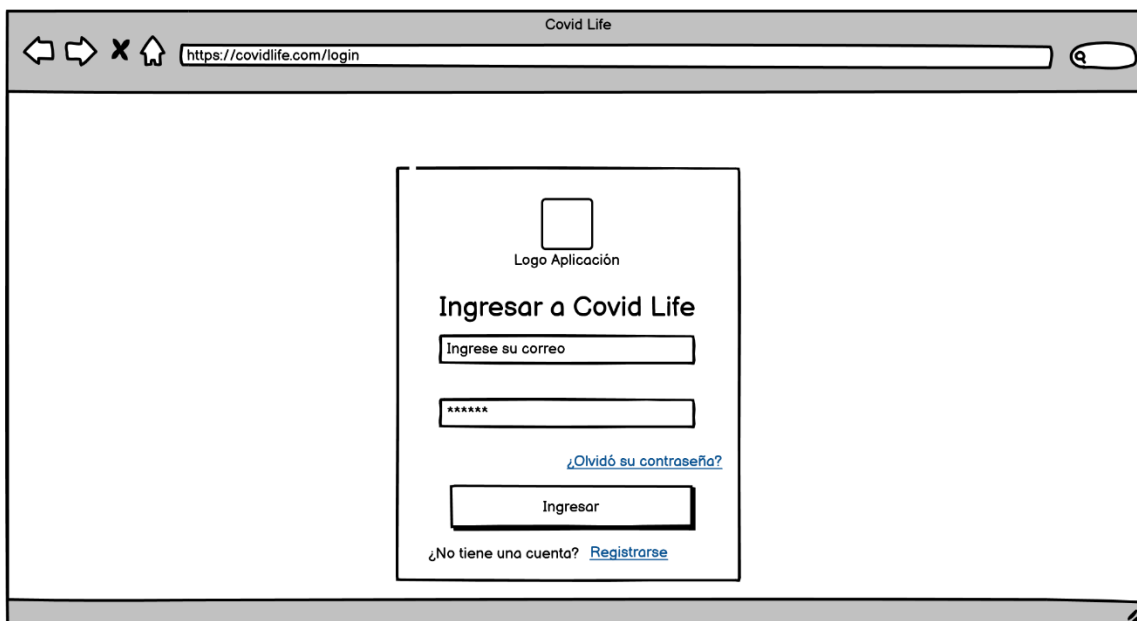 Covid Life
https://covidlife.com/login
Logo Aplicación
Ingresar a Covid Life
Ingrese su correo
******
¿Olvidó su contraseña?
Ingresar
¿No tiene una cuenta? Registrarse